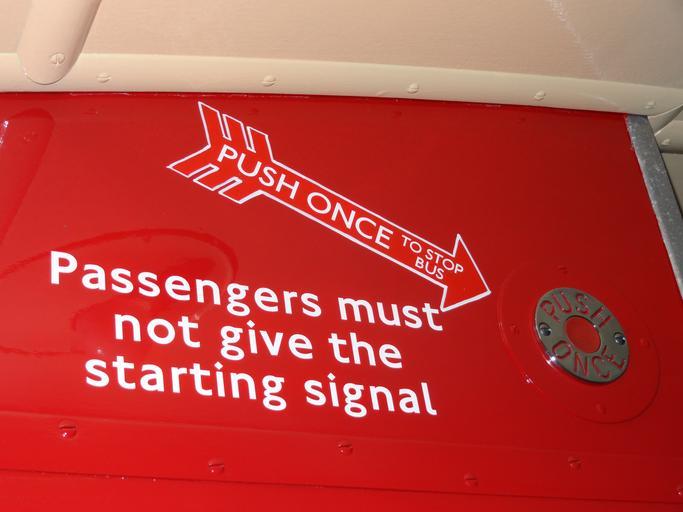 PUSH ONCE TO STOP
BUS
Passengers must
not give the
starting signal
PUSH
ONCE